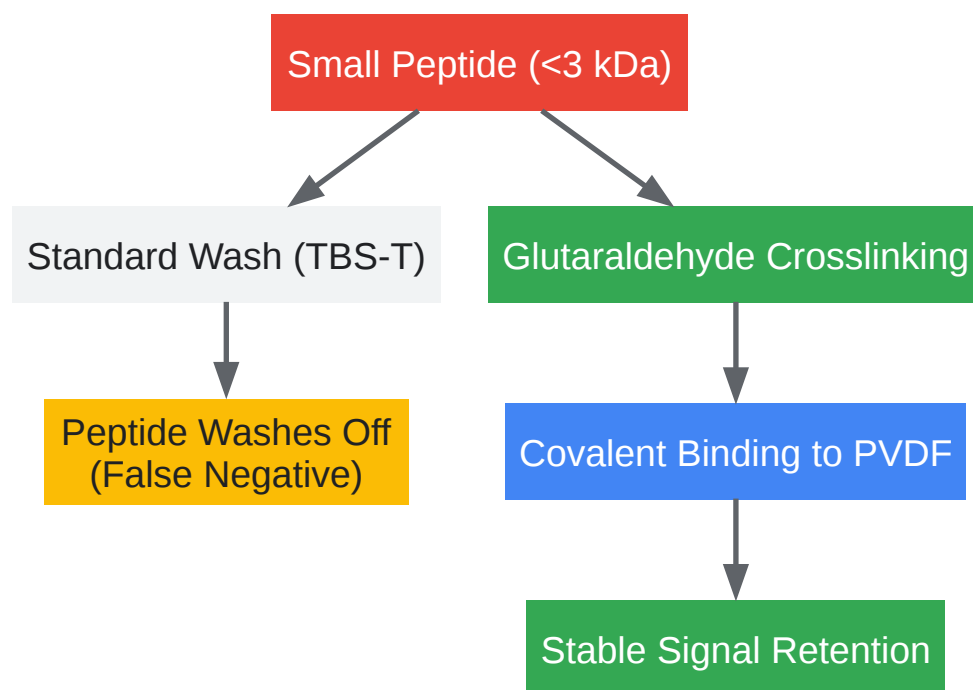 Small Peptide (<3 kDa)
Standard Wash (TBS-T)
Glutaraldehyde Crosslinking
Peptide Washes Off
(False Negative)
Covalent Binding to PVDF
Stable Signal Retention